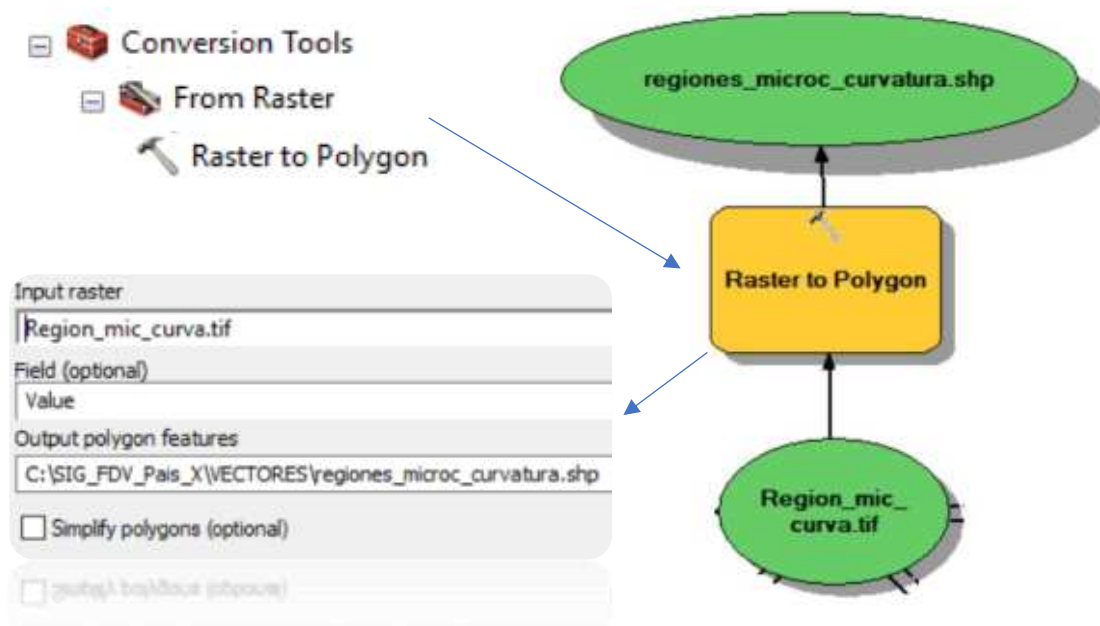 Conversion Tools
From Raster
Raster to Polygon
Input raster
Region_mic_curva.tif
Field (optional)
Value
Output polygon features
C:\SIG_FDV_Pais_X\VECTORES\regiones_microc_curvatura.shp
Simplify polygons (optional)
regiones_microc_curvatura.shp
Raster to Polygon
Region_mic_
curva.tif